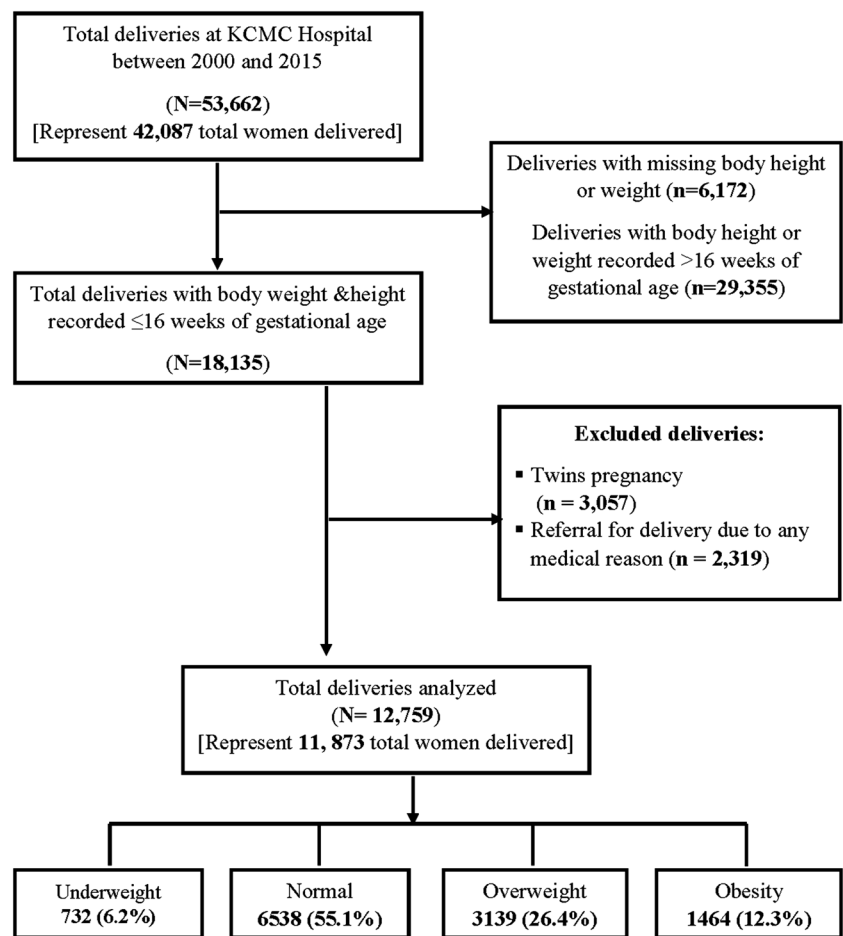 Total deliveries at KCMC Hospital
between 2000 and 2015
(N=53,662)
[Represent 42,087 total women delivered]
Deliveries with missing body height
or weight (n=6,172)
Deliveries with body height or
weight recorded >16 weeks of
gestational age (n=29,355)
Total deliveries with body weight &height
recorded ≤16 weeks of gestational age
(N=18,135)
Excluded deliveries:
▪ Twins pregnancy
(n = 3,057)
▪ Referral for delivery due to any
medical reason (n = 2,319)
Total deliveries analyzed
(N= 12,759)
[Represent 11, 873 total women delivered]
Underweight
732 (6.2%)
Normal
6538 (55.1%)
Overweight
3139 (26.4%)
Obesity
1464 (12.3%)